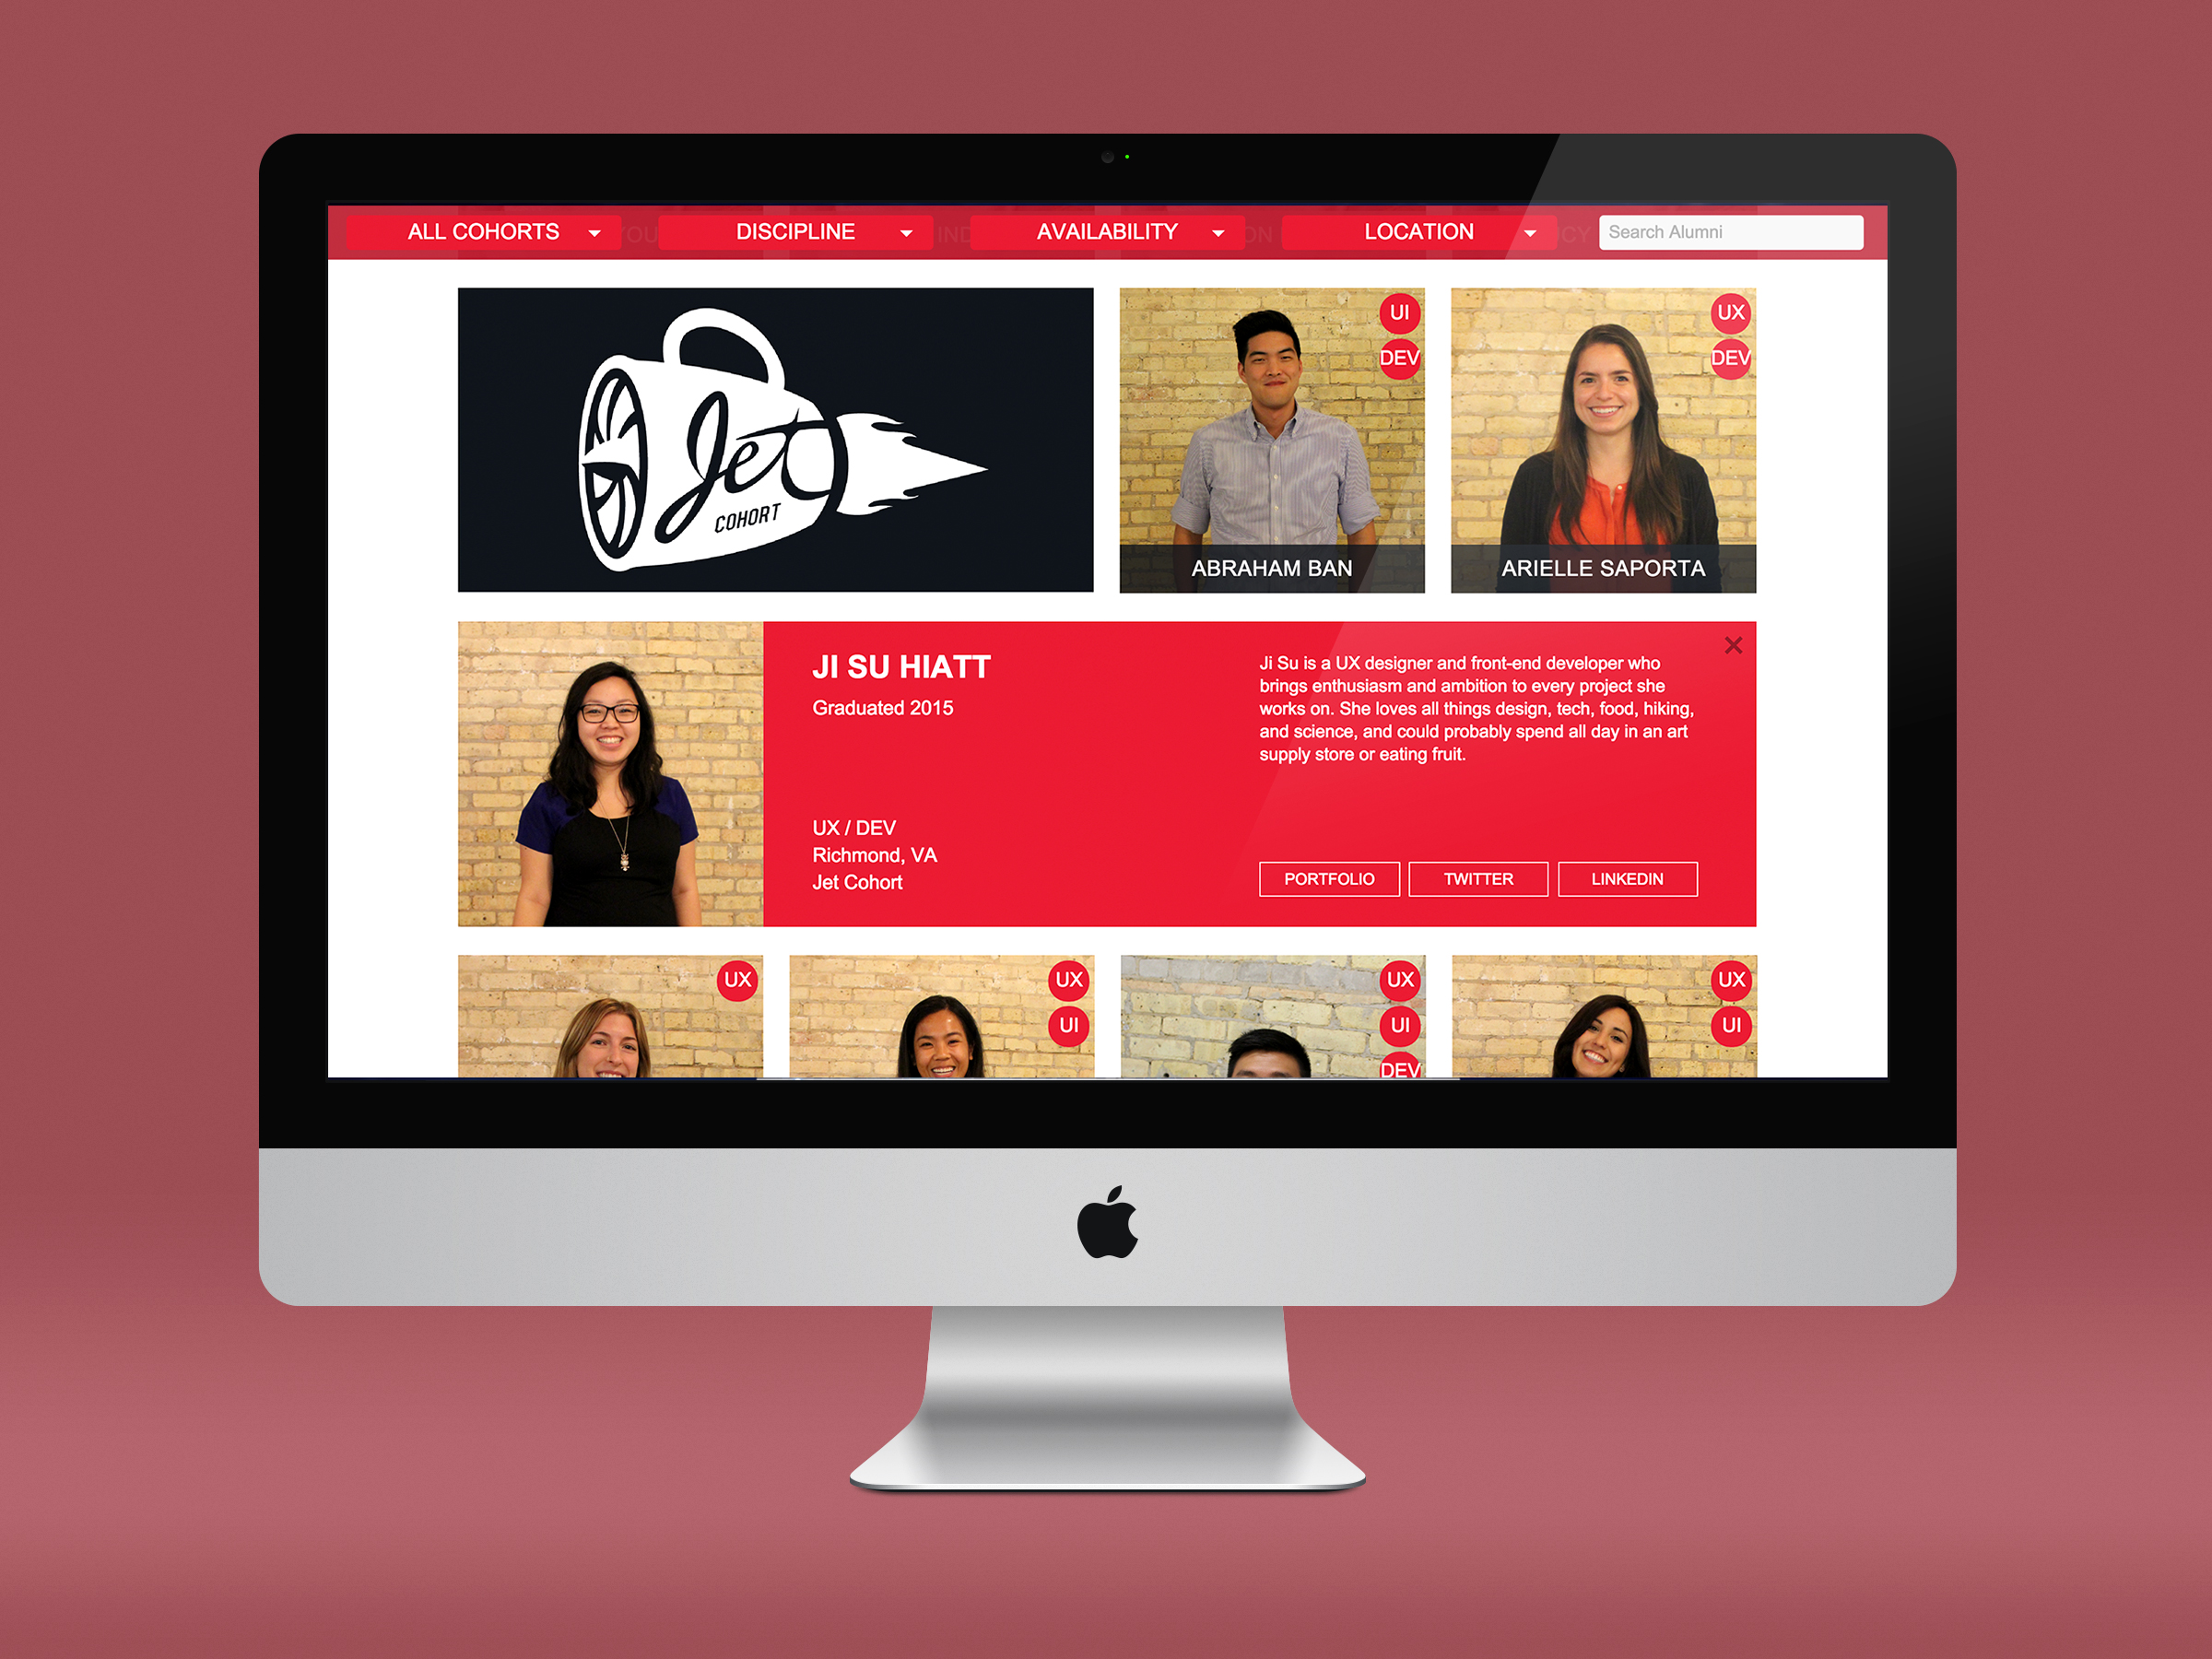 ALL COHORTS
DISCIPLINE
AVAILABILITY
LOCATION
Search Alumni
Jet
COHORT
UI
DEV
ABRAHAM BAN
UX
DEV
ARIELLE SAPORTA
JI SU HIATT
Graduated 2015
UX / DEV
Richmond, VA
Jet Cohort
Ji Su is a UX designer and front-end developer who
brings enthusiasm and ambition to every project she
works on. She loves all things design, tech, food, hiking,
and science, and could probably spend all day in an art
supply store or eating fruit.
PORTFOLIO
TWITTER
LINKEDIN
UX
UX
UI
UX
UI
DEV
UX
UI